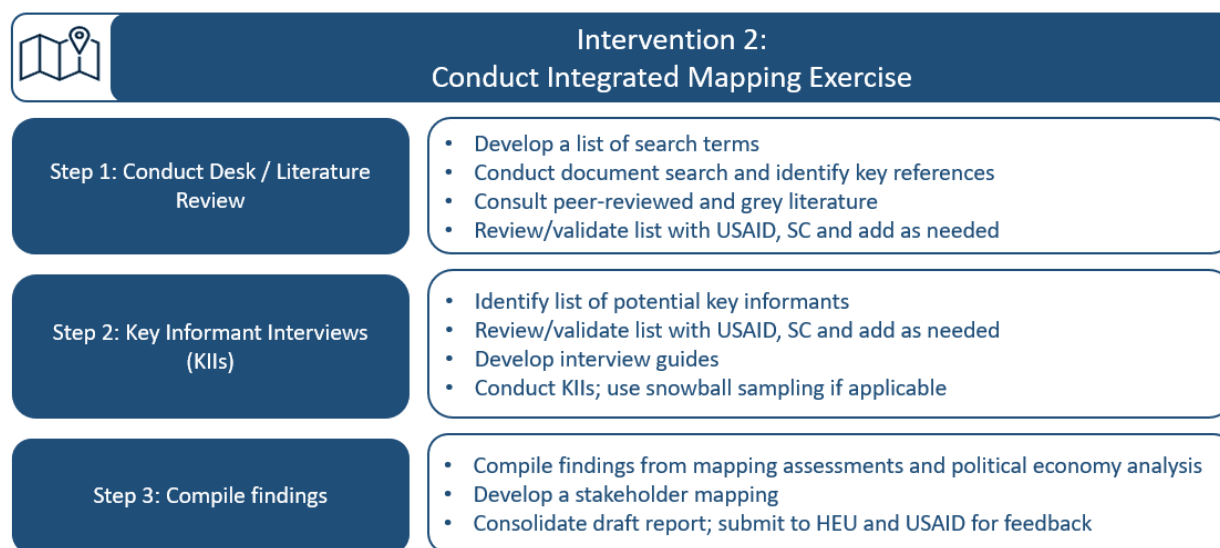 Intervention 2:
Conduct Integrated Mapping Exercise
Step 1: Conduct Desk / Literature
Review
• Develop a list of search terms
• Conduct document search and identify key references
• Consult peer-reviewed and grey literature
• Review/validate list with USAID, SC and add as needed
Step 2: Key Informant Interviews
(KIIs)
• Identify list of potential key informants
• Review/validate list with USAID, SC and add as needed
• Develop interview guides
• Conduct KIIs; use snowball sampling if applicable
Step 3: Compile findings
• Compile findings from mapping assessments and political economy analysis
• Develop a stakeholder mapping
• Consolidate draft report; submit to HEU and USAID for feedback